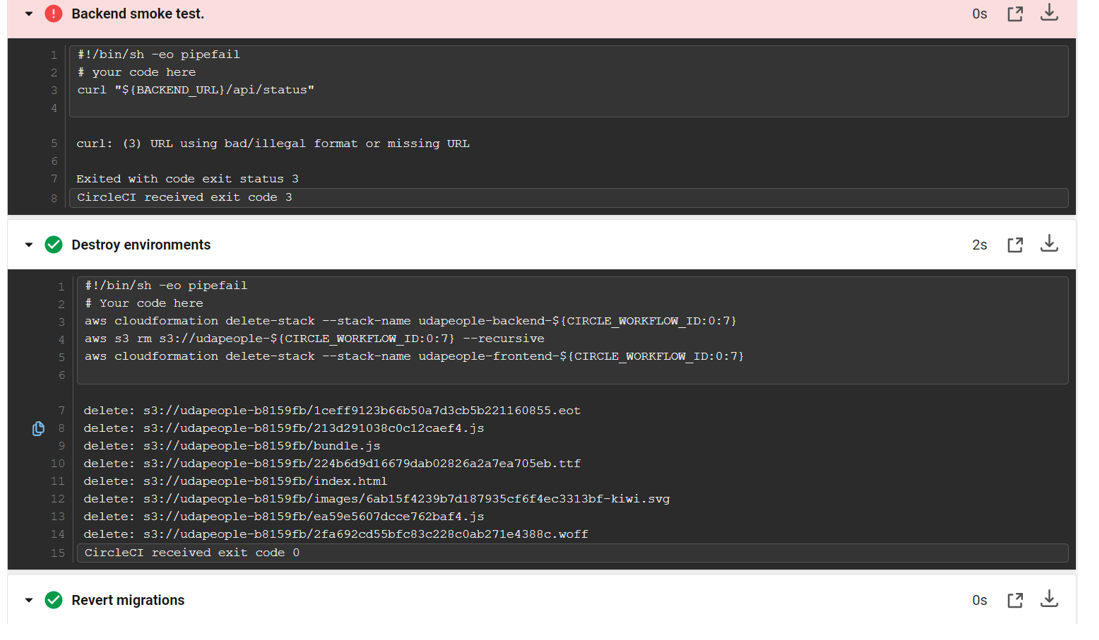 Backend smoke test.
0s
1 #!/bin/sh -eo pipefail
2 # your code here
3 curl "${BACKEND_URL}/api/status"
4
5 curl: (3) URL using bad/illegal format or missing URL
6
7 Exited with code exit status 3
8 CircleCI received exit code 3
Destroy environments
2s
1 #!/bin/sh -eo pipefail
2 # Your code here
3 aws cloudformation delete-stack --stack-name udapeople-backend-${CIRCLE_WORKFLOW_ID:0:7}
4 aws s3 rm s3://udapeople-${CIRCLE_WORKFLOW_ID:0:7} --recursive
5 aws cloudformation delete-stack --stack-name udapeople-frontend-${CIRCLE_WORKFLOW_ID:0:7}
6
7 delete: s3://udapeople-b8159fb/1ceff9123b66b50a7d3cb5b221160855.eot
8 delete: s3://udapeople-b8159fb/213d291038c0c12caef4.js
9 delete: s3://udapeople-b8159fb/bundle.js
10 delete: s3://udapeople-b8159fb/224b6d9d16679dab02826a2a7ea705eb.ttf
11 delete: s3://udapeople-b8159fb/index.html
12 delete: s3://udapeople-b8159fb/images/6ab15f4239b7d187935cf6f4ec3313bf-kiwi.svg
13 delete: s3://udapeople-b8159fb/ea59e5607dcce762baf4.js
14 delete: s3://udapeople-b8159fb/2fa692cd55bfc83c228c0ab271e4388c.woff
15 CircleCI received exit code 0
Revert migrations
0s